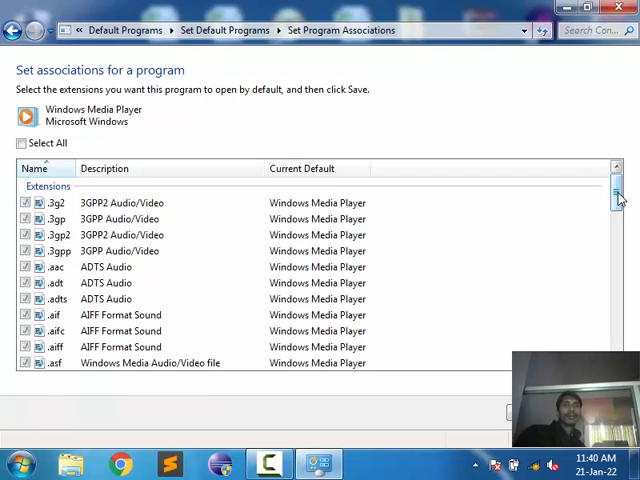 Default Programs Set Default Programs Set Program Associations Search Con...
Set associations for a program
Select the extensions you want this program to open by default, and then click Save.
Windows Media Player
Microsoft Windows
Select All
Name Description Current Default
Extensions
.3g2 3GPP2 Audio/Video Windows Media Player
.3gp 3GPP Audio/Video Windows Media Player
.3gp2 3GPP2 Audio/Video Windows Media Player
.3gpp 3GPP Audio/Video Windows Media Player
.aac ADTS Audio Windows Media Player
.adt ADTS Audio Windows Media Player
.adts ADTS Audio Windows Media Player
.aif AIFF Format Sound Windows Media Player
.aifc AIFF Format Sound Windows Media Player
.aiff AIFF Format Sound Windows Media Player
.asf Windows Media Audio/Video file Windows Media Player
11:40 AM
21-Jan-22